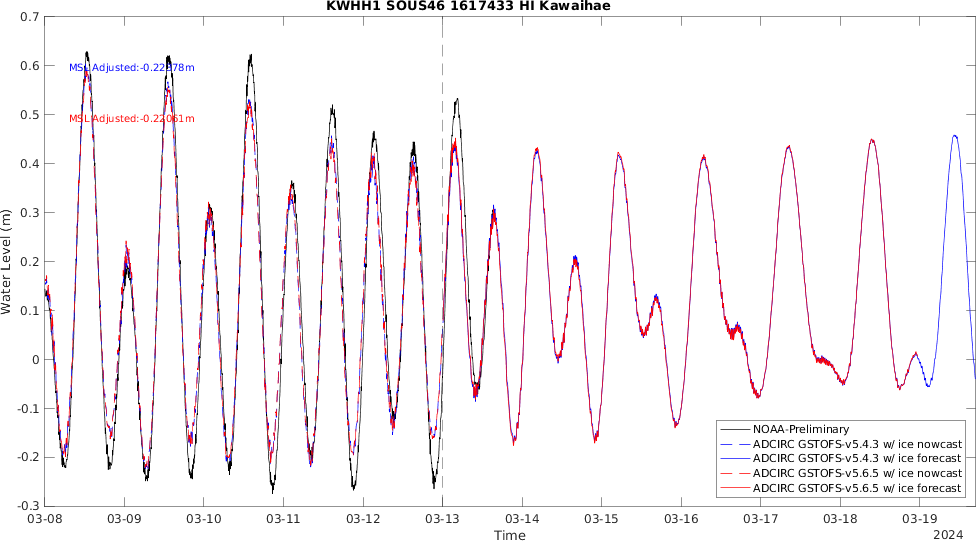 KWHH1 SOUS46 1617433 HI Kawaihae
0.7
0.6
0.5
0.4
0.3
0.2
0.1
0
-0.1
-0.2
-0.3
Water Level (m)
MSL Adjusted:-0.22061m
NOAA-Preliminary
ADCIRC GSTOFS-v5.4.3 w/ ice nowcast
ADCIRC GSTOFS-v5.4.3 w/ ice forecast
ADCIRC GSTOFS-v5.6.5 w/ ice nowcast
ADCIRC GSTOFS-v5.6.5 w/ ice forecast
03-08 03-09 03-10 03-11 03-12 03-13 03-14 03-15 03-16 03-17 03-18 03-19
Time
2024